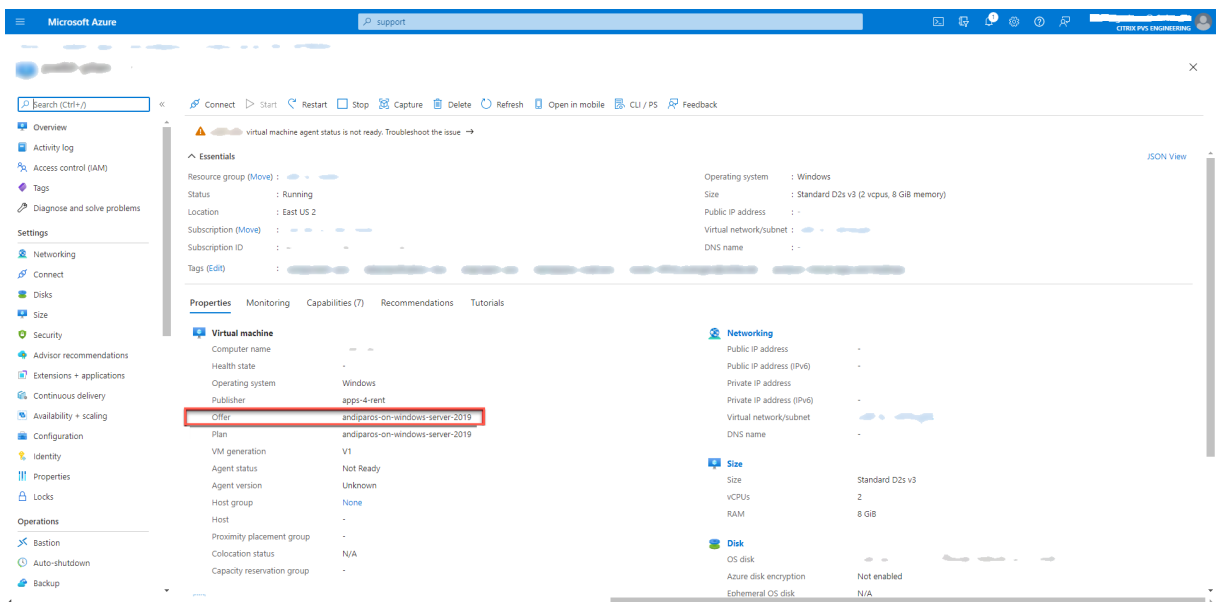 Microsoft Azure
support
CITRIX PVS ENGINEERING
Search (Ctrl+/)
Connect Start Restart Stop Capture Delete Refresh Open in mobile CLI / PS Feedback
virtual machine agent status is not ready. Troubleshoot the issue →
Overview
Activity log
Access control (IAM)
Tags
Diagnose and solve problems
Settings
Networking
Connect
Disks
Size
Security
Advisor recommendations
Extensions + applications
Continuous delivery
Availability + scaling
Configuration
Identity
Properties
Locks
Operations
Bastion
Auto-shutdown
Backup
Essentials
JSON View
Resource group (Move) :
Status : Running
Location : East US 2
Subscription (Move) :
Subscription ID :
Tags (Edit) :
Operating system : Windows
Size : Standard D2s v3 (2 vcpus, 8 GiB memory)
Public IP address : -
Virtual network/subnet :
DNS name : -
Properties Monitoring Capabilities (7) Recommendations Tutorials
Virtual machine
Computer name
Health state -
Operating system Windows
Publisher apps-4-rent
Offer andiparos-on-windows-server-2019
Plan andiparos-on-windows-server-2019
VM generation V1
Agent status Not Ready
Agent version Unknown
Host group None
Host -
Proximity placement group -
Colocation status N/A
Capacity reservation group -
Networking
Public IP address -
Public IP address (IPv6) -
Private IP address
Private IP address (IPv6) -
Virtual network/subnet
DNS name -
Size
Size Standard D2s v3
vCPUs 2
RAM 8 GiB
Disk
OS disk
Azure disk encryption Not enabled
Ephemeral OS disk N/A